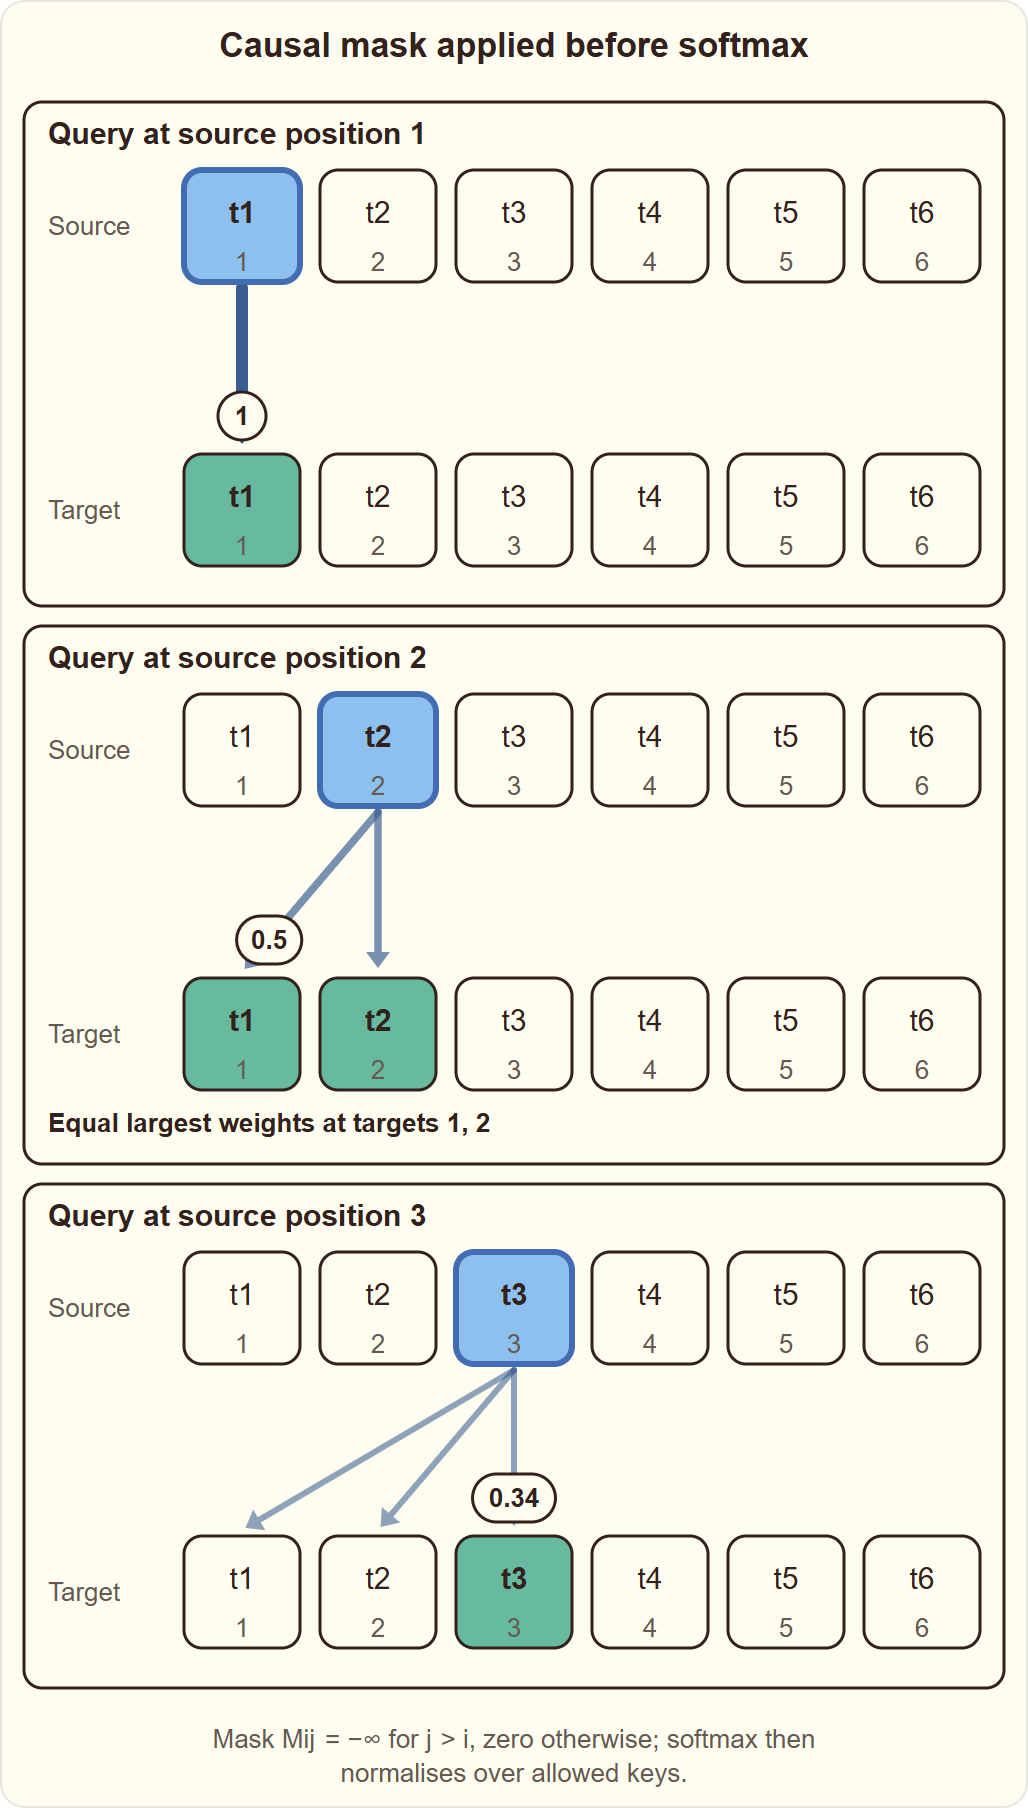 Causal mask applied before softmax
Query at source position 1
Source
t1 t2 t3 t4 t5 t6
1 2 3 4 5 6
1
Target
t1 t2 t3 t4 t5 t6
1 2 3 4 5 6
Query at source position 2
Source
t1 t2 t3 t4 t5 t6
1 2 3 4 5 6
0.5
Target
t1 t2 t3 t4 t5 t6
1 2 3 4 5 6
Equal largest weights at targets 1, 2
Query at source position 3
Source
t1 t2 t3 t4 t5 t6
1 2 3 4 5 6
0.34
Target
t1 t2 t3 t4 t5 t6
1 2 3 4 5 6
Mask Mij = −∞ for j > i, zero otherwise; softmax then
normalises over allowed keys.